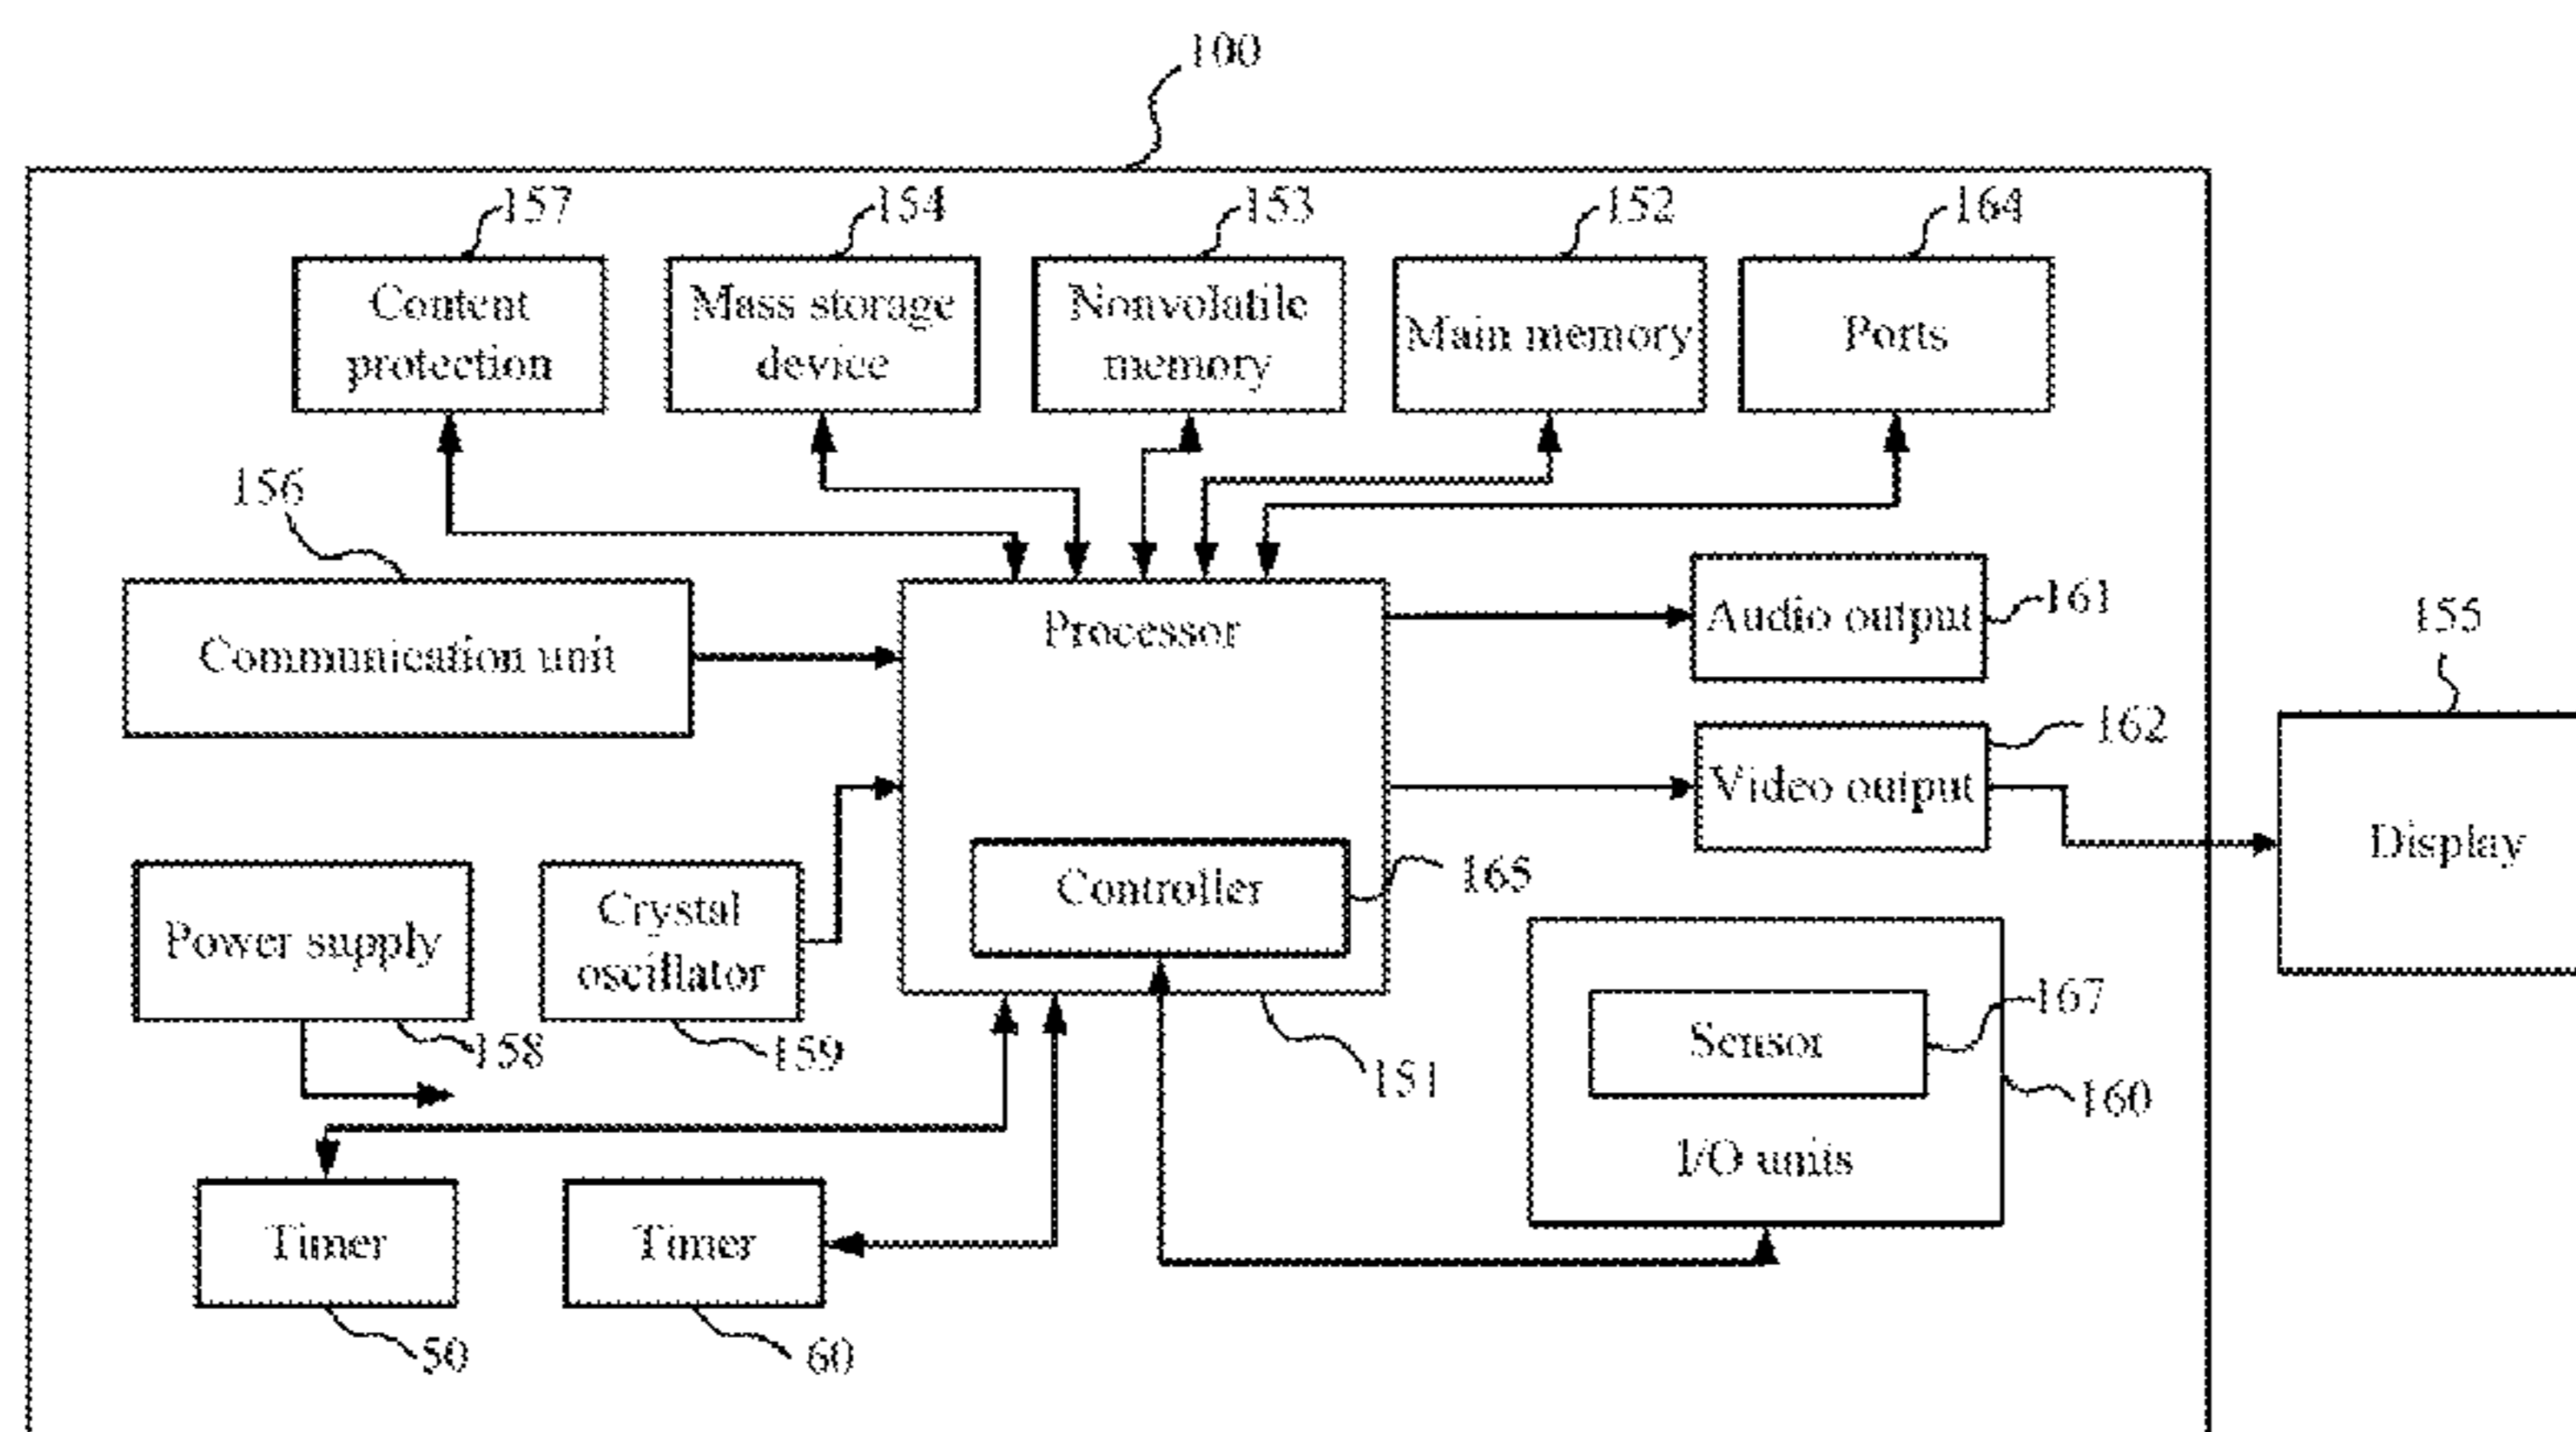 100
157
154
153
152
164
Content
protection
Mass storage
device
Nonvolatile
memory
Main memory
Ports
156
Communication unit
Processor
Audio output
161
155
162
Video output
Display
Controller
165
Power supply
Crystal
oscillator
158
159
151
Sensor
167
160
I/O units
Timer
Timer
50
60